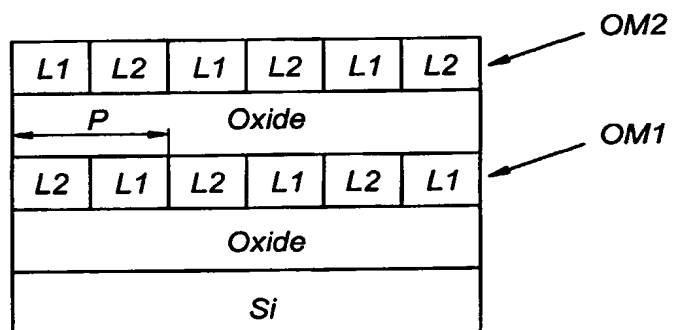 OM2
L1 L2 L1 L2 L1 L2
P Oxide
OM1
L2 L1 L2 L1 L2 L1
Oxide
Si